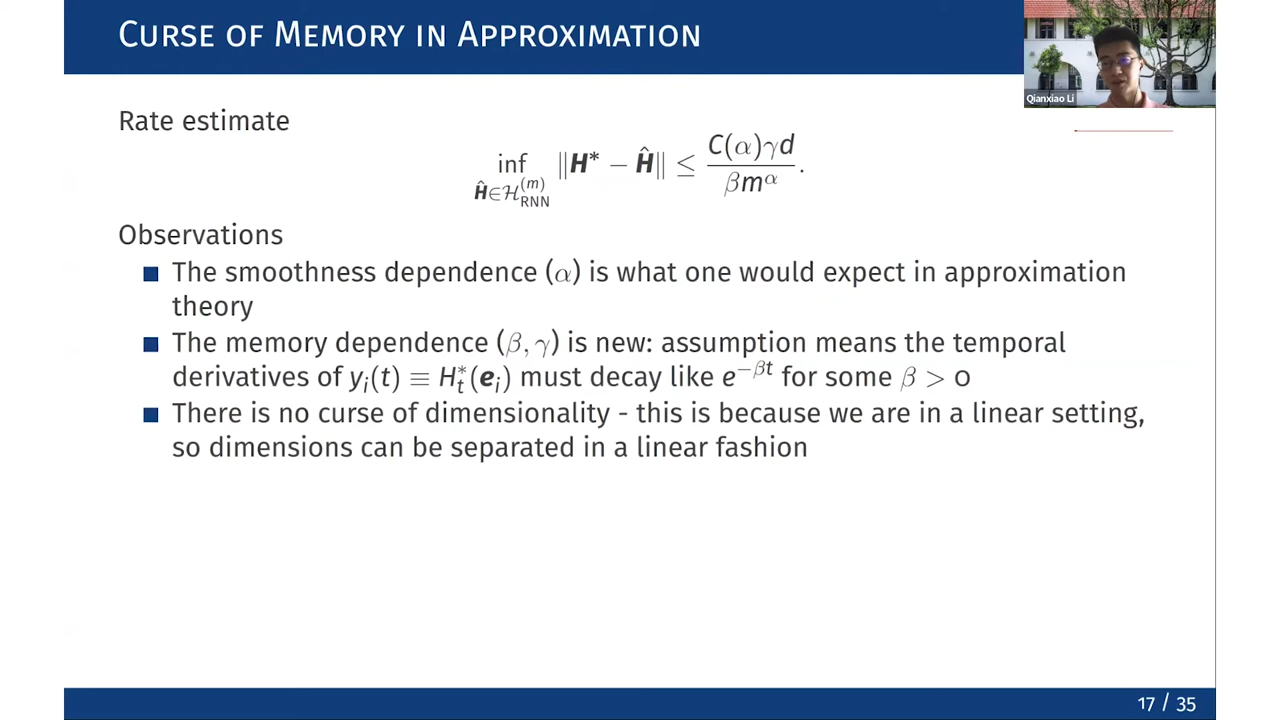 CURSE OF MEMORY IN APPROXIMATION
Qianxiao Li
Rate estimate
inf_{Ĥ∈ℋ_RNN^(m)} ‖H* − Ĥ‖ ≤ C(α)γd / βm^α.
Observations
The smoothness dependence (α) is what one would expect in approximation
theory
The memory dependence (β, γ) is new: assumption means the temporal
derivatives of y_i(t) ≡ H_t^*(e_i) must decay like e^{−βt} for some β > 0
There is no curse of dimensionality - this is because we are in a linear setting,
so dimensions can be separated in a linear fashion
17 / 35